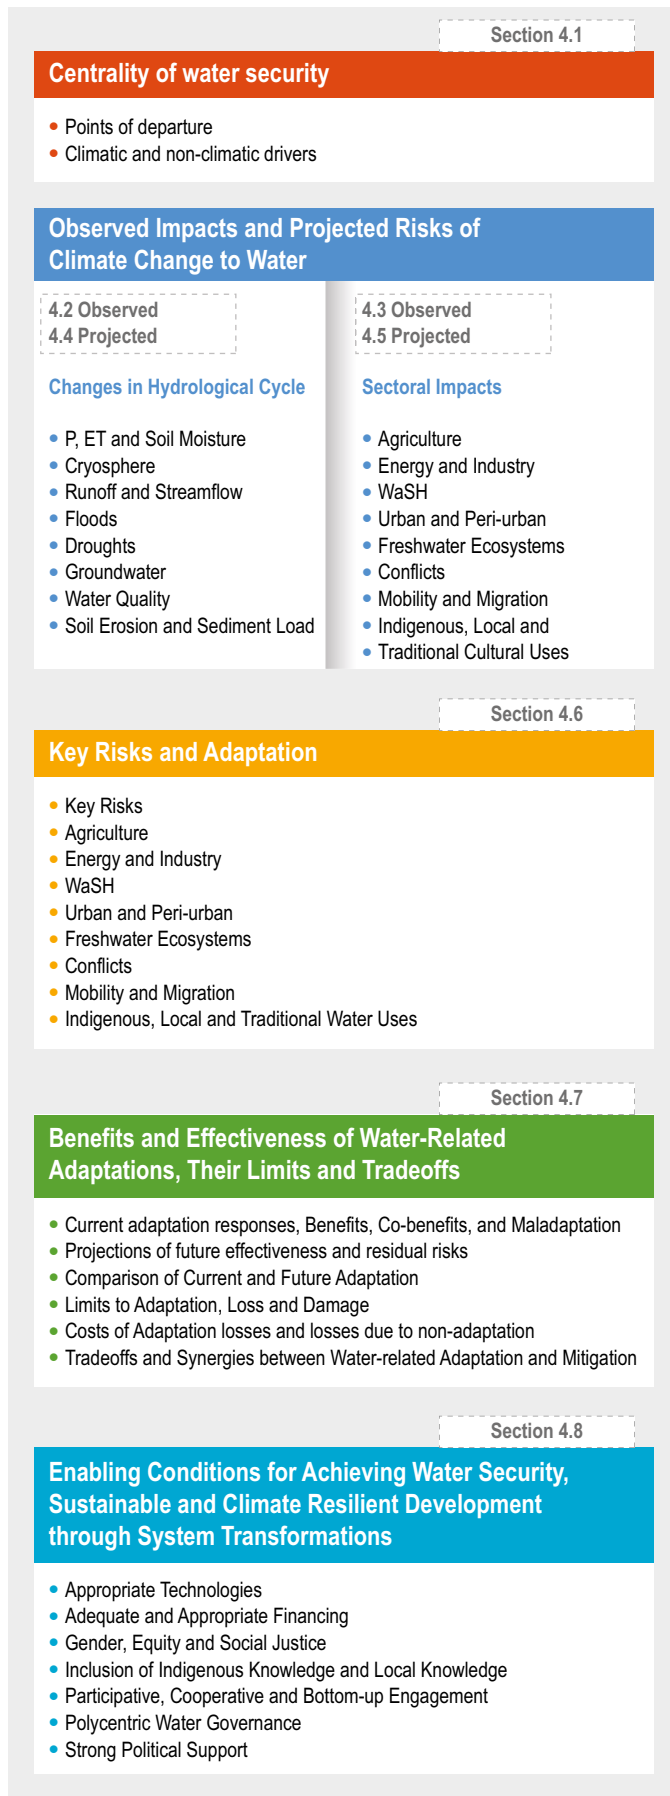 Section 4.1
Centrality of water security
• Points of departure
• Climatic and non-climatic drivers
Observed Impacts and Projected Risks of
Climate Change to Water
4.2 Observed
4.4 Projected
Changes in Hydrological Cycle
• P, ET and Soil Moisture
• Cryosphere
• Runoff and Streamflow
• Floods
• Droughts
• Groundwater
• Water Quality
• Soil Erosion and Sediment Load
4.3 Observed
4.5 Projected
Sectoral Impacts
• Agriculture
• Energy and Industry
• WaSH
• Urban and Peri-urban
• Freshwater Ecosystems
• Conflicts
• Mobility and Migration
• Indigenous, Local and
• Traditional Cultural Uses
Section 4.6
Key Risks and Adaptation
• Key Risks
• Agriculture
• Energy and Industry
• WaSH
• Urban and Peri-urban
• Freshwater Ecosystems
• Conflicts
• Mobility and Migration
• Indigenous, Local and Traditional Water Uses
Section 4.7
Benefits and Effectiveness of Water-Related
Adaptations, Their Limits and Tradeoffs
• Current adaptation responses, Benefits, Co-benefits, and Maladaptation
• Projections of future effectiveness and residual risks
• Comparison of Current and Future Adaptation
• Limits to Adaptation, Loss and Damage
• Costs of Adaptation losses and losses due to non-adaptation
• Tradeoffs and Synergies between Water-related Adaptation and Mitigation
Section 4.8
Enabling Conditions for Achieving Water Security,
Sustainable and Climate Resilient Development
through System Transformations
• Appropriate Technologies
• Adequate and Appropriate Financing
• Gender, Equity and Social Justice
• Inclusion of Indigenous Knowledge and Local Knowledge
• Participative, Cooperative and Bottom-up Engagement
• Polycentric Water Governance
• Strong Political Support